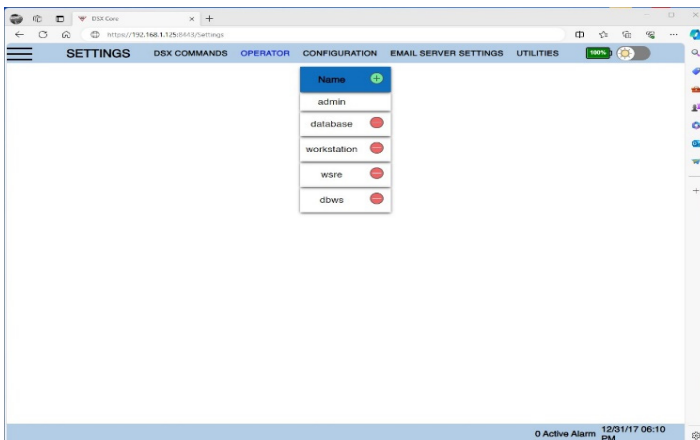 DSX Core
https://192.168.1.125:8443/Settings
SETTINGS DSX COMMANDS OPERATOR CONFIGURATION EMAIL SERVER SETTINGS UTILITIES 100%
Name
admin
database
workstation
wsre
dbws
0 Active Alarm 12/31/17 06:10
PM